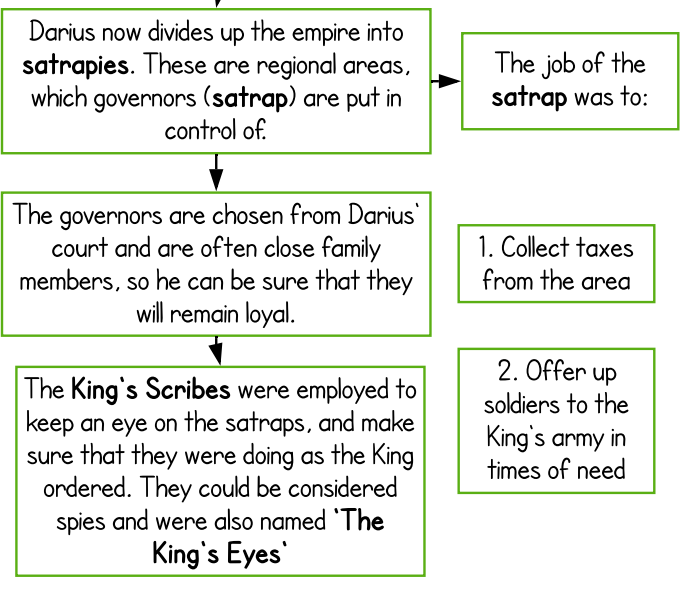 Darius now divides up the empire into
satrapies. These are regional areas,
which governors (satrap) are put in
control of.
The job of the
satrap was to:
The governors are chosen from Darius'
court and are often close family
members, so he can be sure that they
will remain loyal.
1. Collect taxes
from the area
2. Offer up
soldiers to the
King's army in
times of need
The King's Scribes were employed to
keep an eye on the satraps, and make
sure that they were doing as the King
ordered. They could be considered
spies and were also named 'The
King's Eyes'